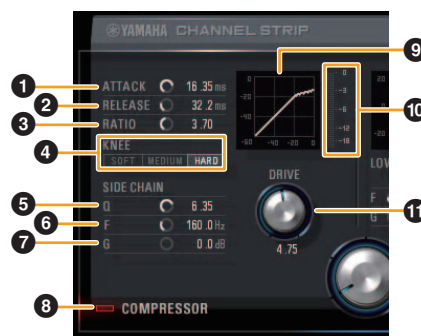 YAMAHA CHANNEL STRIP
1 ATTACK 16.35 ms
2 RELEASE 32.2 ms
3 RATIO 3.70
4 KNEE
SOFT MEDIUM HARD
SIDE CHAIN
5 Q 6.35
6 F 160.0 Hz
7 G 0.0 dB
8 COMPRESSOR
9
0
-20
-40
-60 -40 -20 0
10
0
-3
-6
-12
-18
DRIVE
11
4.75
0
-20
LOW
F
G